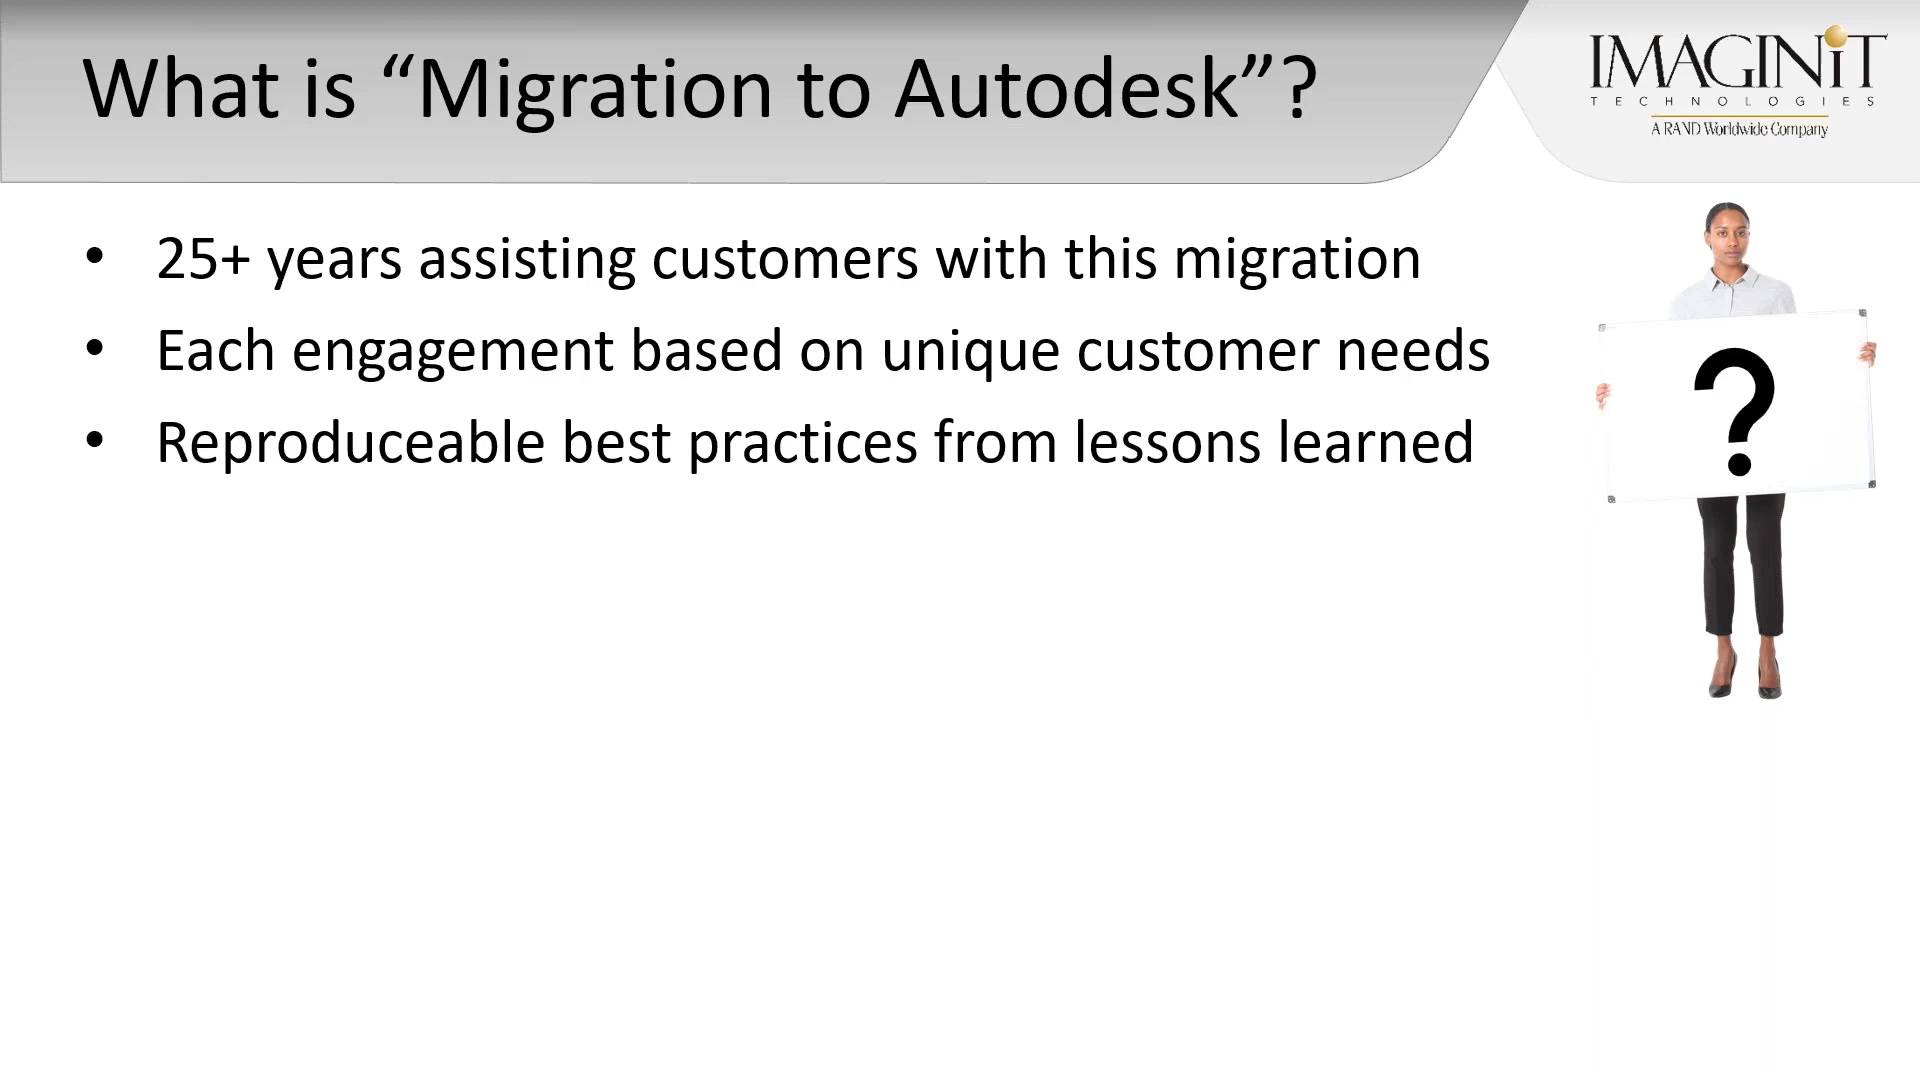 What is “Migration to Autodesk”?
IMAGINiT
TECHNOLOGIES
A RAND Worldwide Company
• 25+ years assisting customers with this migration
• Each engagement based on unique customer needs
• Reproduceable best practices from lessons learned
?